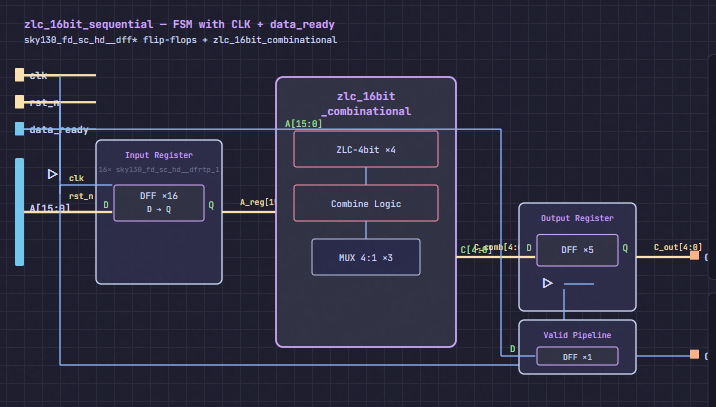 zlc_16bit_sequential — FSM with CLK + data_ready
sky130_fd_sc_hd__dff* flip-flops + zlc_16bit_combinational
clk
rst_n
data_ready
A[15:0]
Input Register
16× sky130_fd_sc_hd__dfrtp_1
clk
rst_n
D
DFF ×16
D → Q
Q
zlc_16bit
_combinational
A[15:0]
ZLC-4bit ×4
Combine Logic
MUX 4:1 ×3
C[4:0]
Output Register
D
DFF ×5
Q
C_out[4:0]
Valid Pipeline
D
DFF ×1